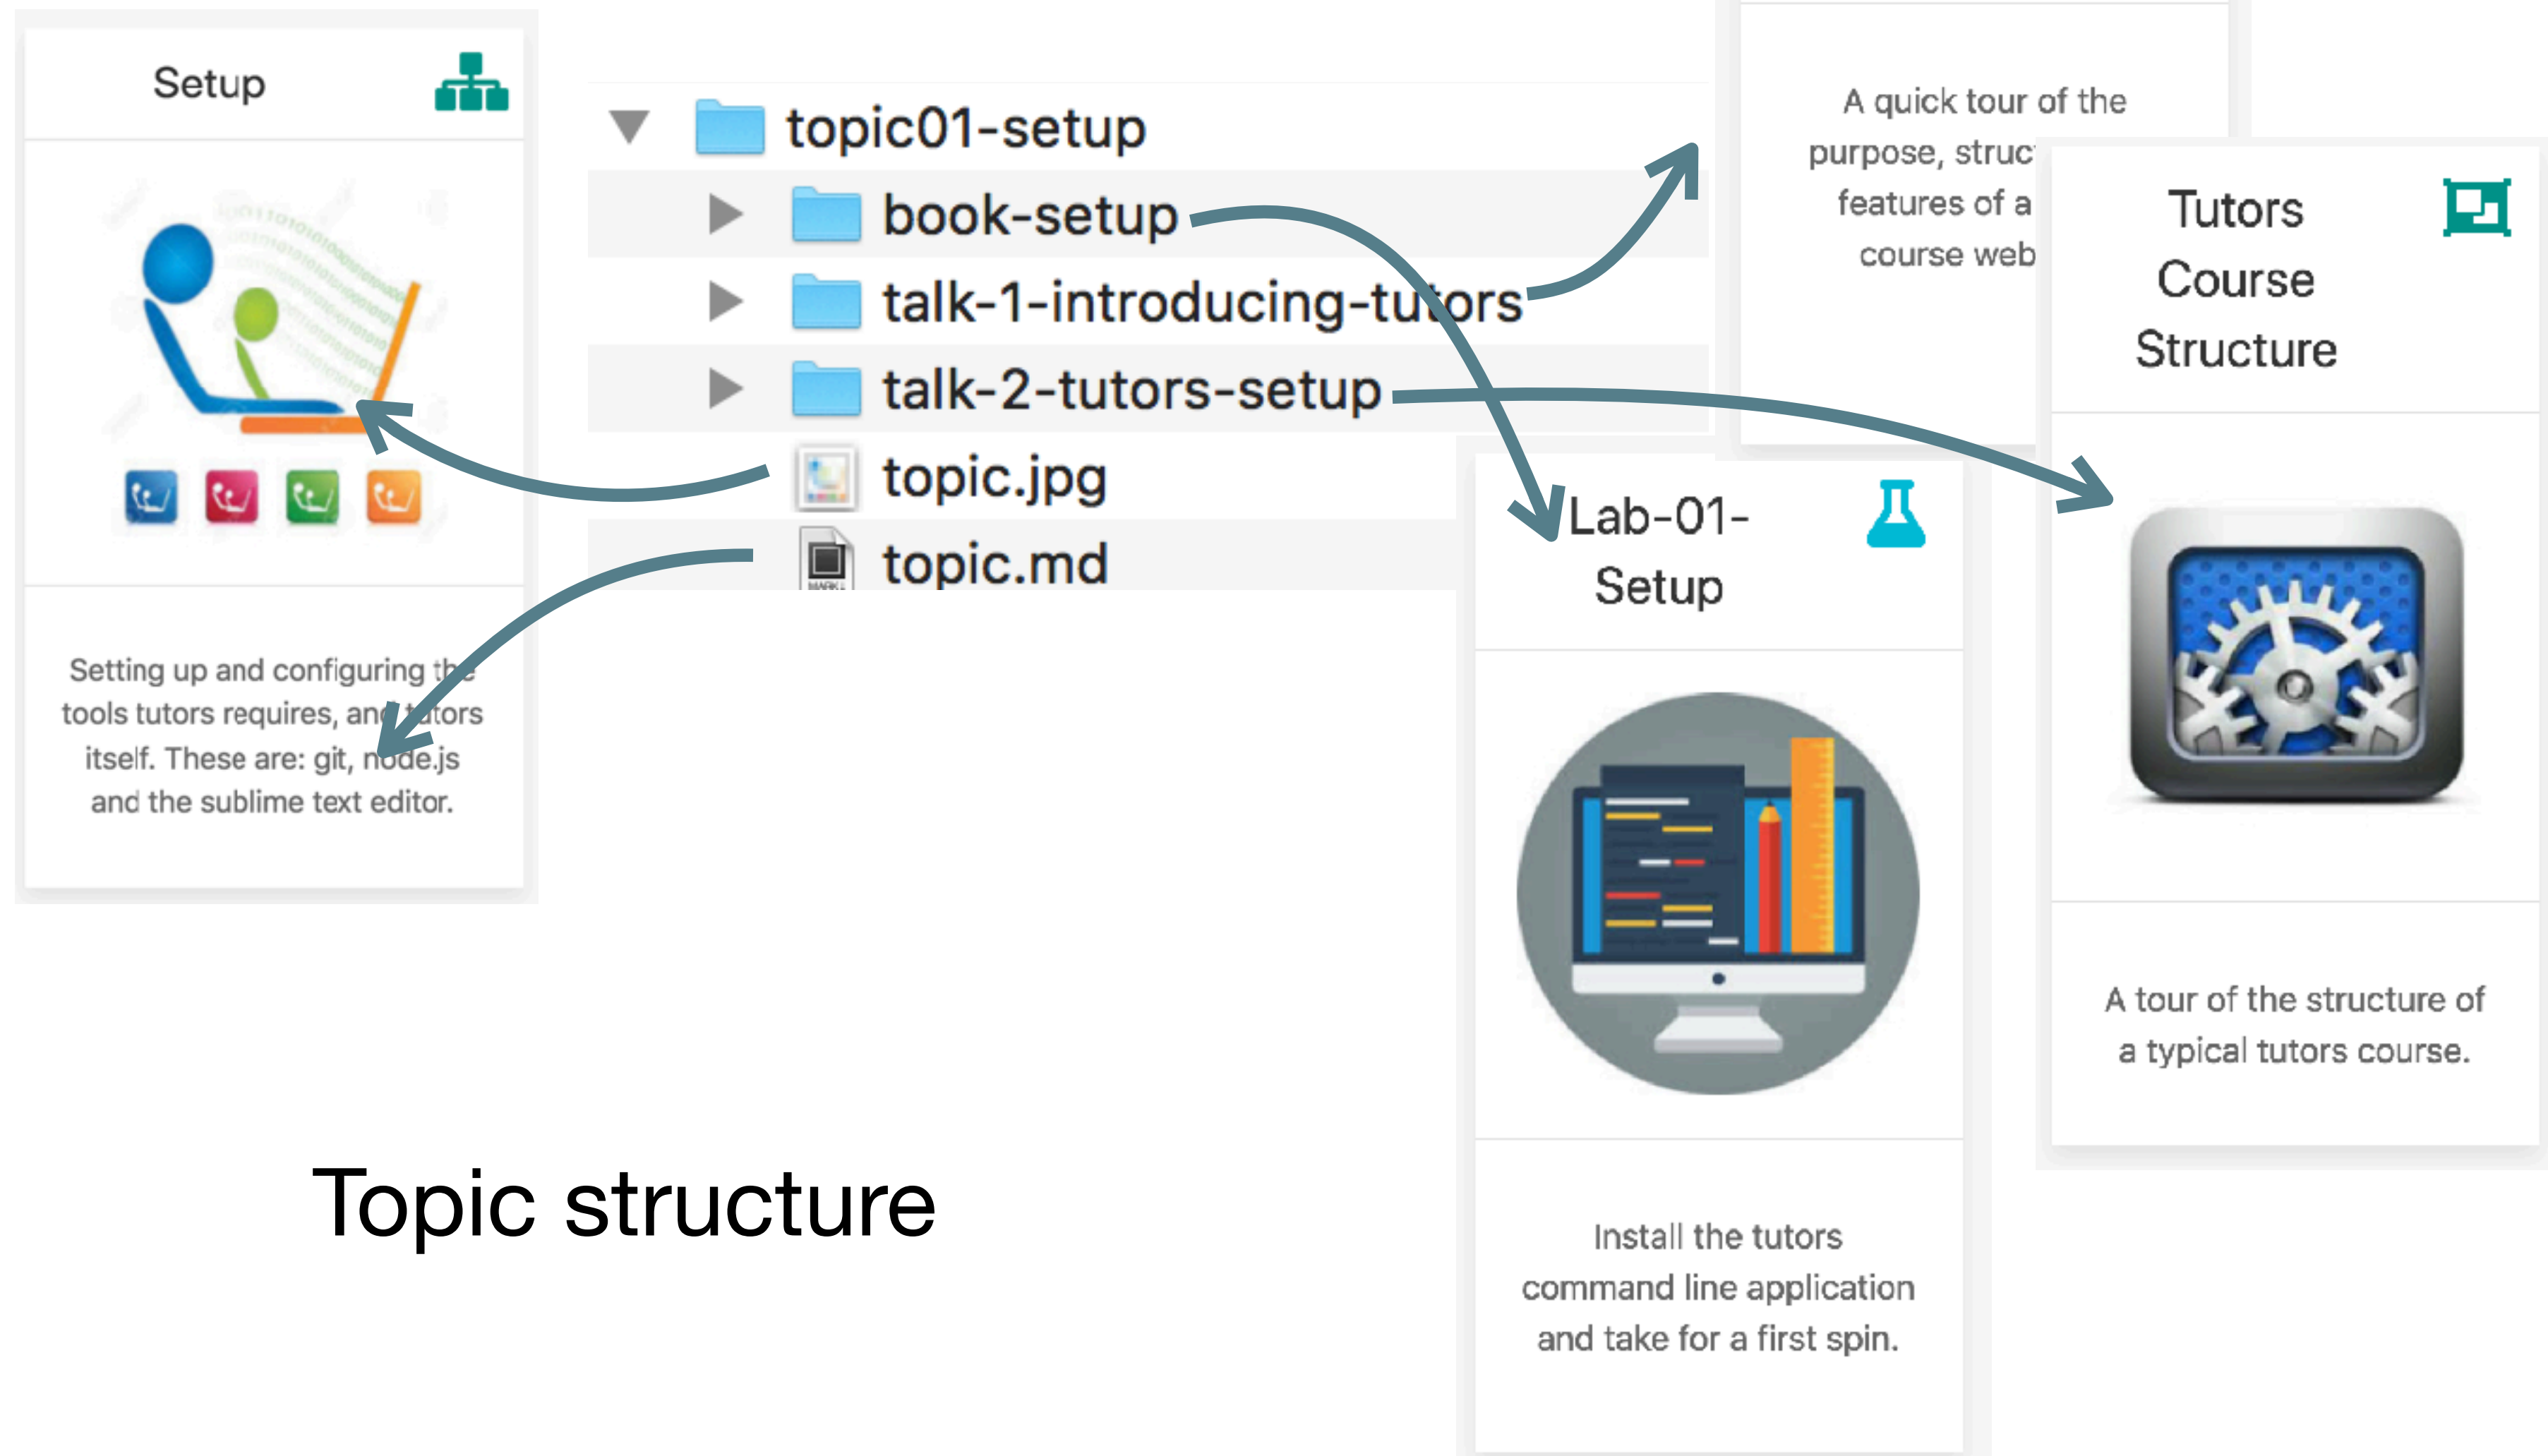 Setup
Setting up and configuring the
tools tutors requires, and tutors
itself. These are: git, node.js
and the sublime text editor.
topic01-setup
book-setup
talk-1-introducing-tutors
talk-2-tutors-setup
topic.jpg
topic.md
A quick tour of the
purpose, struc
features of a
course web
Tutors
Course
Structure
A tour of the structure of
a typical tutors course.
Lab-01-
Setup
Install the tutors
command line application
and take for a first spin.
Topic structure